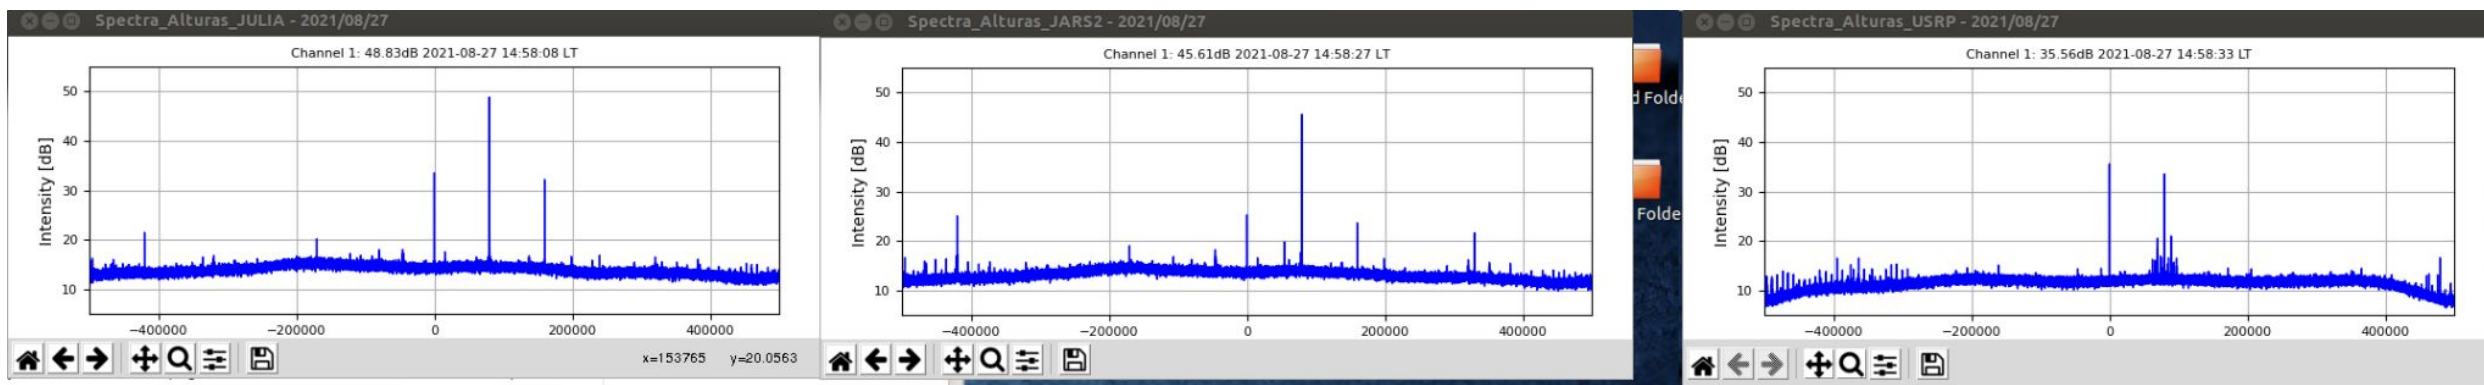 Spectra_Alturas_JULIA - 2021/08/27
Channel 1: 48.83dB 2021-08-27 14:58:08 LT
Intensity [dB]
50
40
30
20
10
−400000 −200000 0 200000 400000
x=153765 y=20.0563
Spectra_Alturas_JARS2 - 2021/08/27
Channel 1: 45.61dB 2021-08-27 14:58:27 LT
Intensity [dB]
50
40
30
20
10
−400000 −200000 0 200000 400000
d Folde
Folde
Spectra_Alturas_USRP - 2021/08/27
Channel 1: 35.56dB 2021-08-27 14:58:33 LT
Intensity [dB]
50
40
30
20
10
−400000 −200000 0 200000 400000